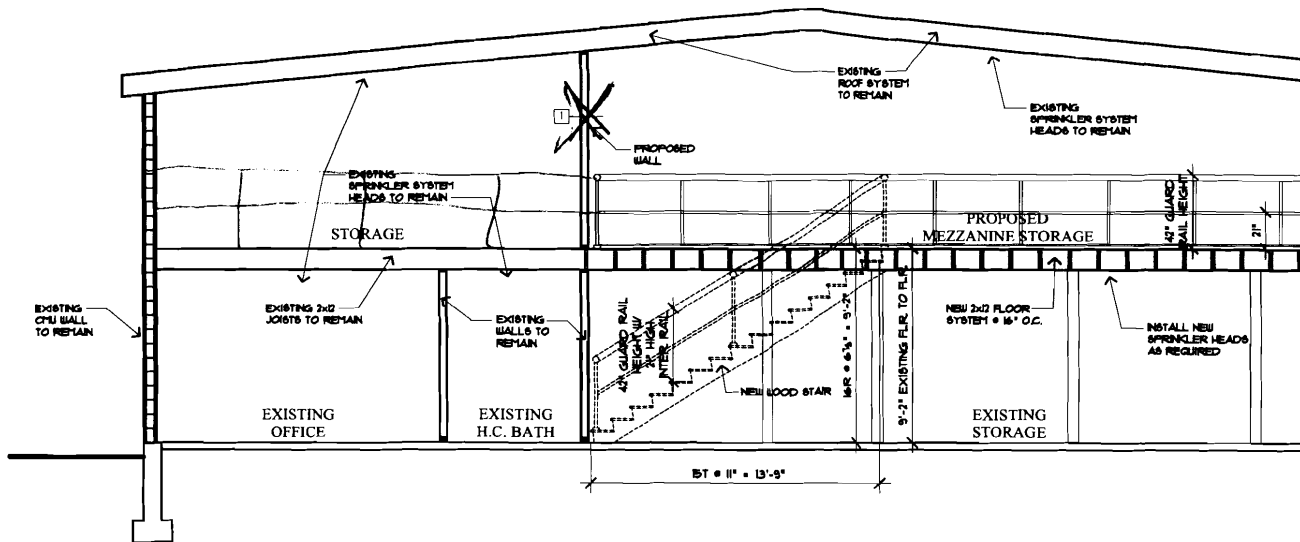 EXISTING
ROOF SYSTEM
TO REMAIN
EXISTING
SPRINKLER SYSTEM
HEADS TO REMAIN
1
PROPOSED
WALL
EXISTING
SPRINKLER SYSTEM
HEADS TO REMAIN
STORAGE
PROPOSED
MEZZANINE STORAGE
42" GUARD
RAIL HEIGHT
21"
EXISTING
CMU WALL
TO REMAIN
EXISTING 2x12
JOISTS TO REMAIN
EXISTING
WALLS TO
REMAIN
42" GUARD RAIL
HEIGHT W/
21" HIGH
INTER RAIL
NEW WOOD STAIR
16R @ 6 7/8" = 9'-2"
9'-2" EXISTING FLR. TO FLR.
NEW 2x12 FLOOR
SYSTEM @ 16" O.C.
INSTALL NEW
SPRINKLER HEADS
AS REQUIRED
EXISTING
OFFICE
EXISTING
H.C. BATH
EXISTING
STORAGE
15T @ 11" = 13'-9"